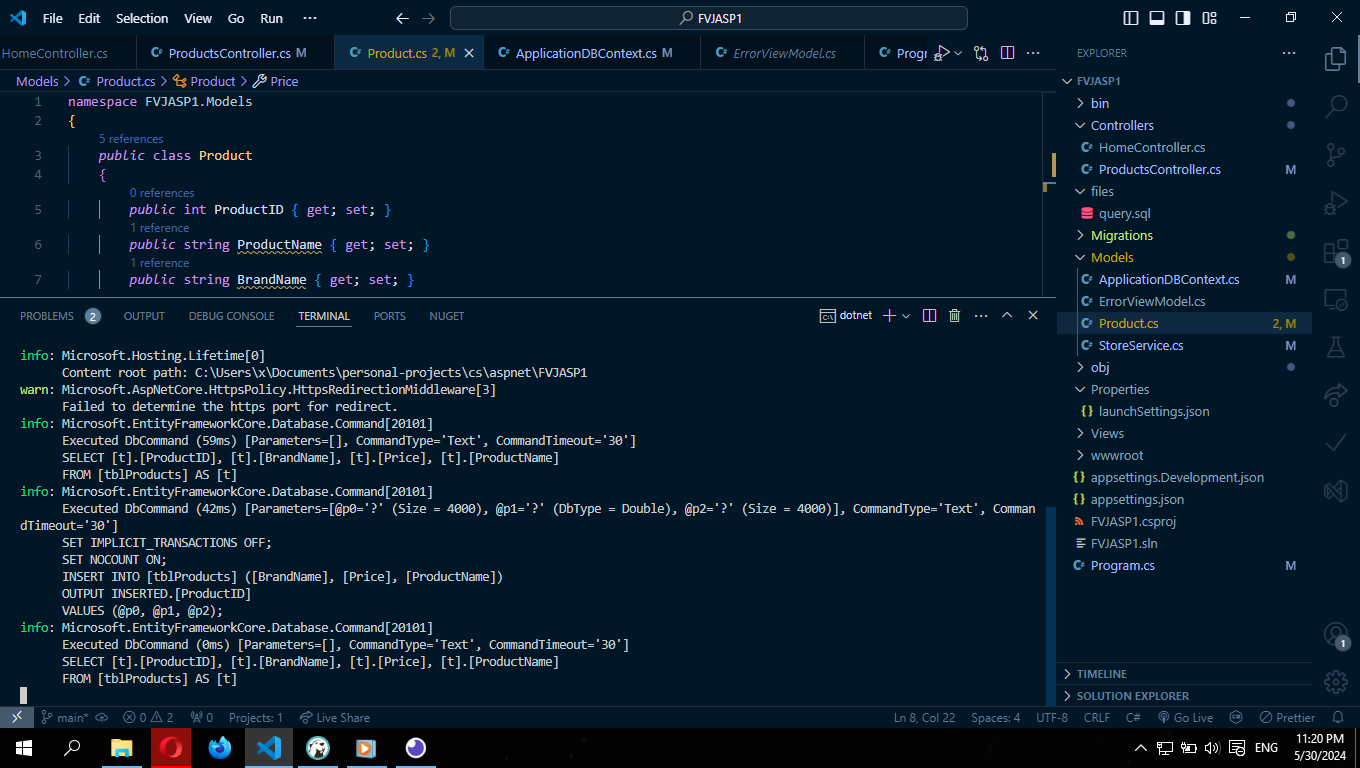 File Edit Selection View Go Run ··· FVJASP1
HomeController.cs ProductsController.cs M Product.cs 2, M ApplicationDBContext.cs M ErrorViewModel.cs Progr
Models > Product.cs > Product > Price
1 namespace FVJASP1.Models
2 {
5 references
3 public class Product
4 {
0 references
5 public int ProductID { get; set; }
1 reference
6 public string ProductName { get; set; }
1 reference
7 public string BrandName { get; set; }
PROBLEMS 2 OUTPUT DEBUG CONSOLE TERMINAL PORTS NUGET dotnet
info: Microsoft.Hosting.Lifetime[0]
Content root path: C:\Users\x\Documents\personal-projects\cs\aspnet\FVJASP1
warn: Microsoft.AspNetCore.HttpsPolicy.HttpsRedirectionMiddleware[3]
Failed to determine the https port for redirect.
info: Microsoft.EntityFrameworkCore.Database.Command[20101]
Executed DbCommand (59ms) [Parameters=[], CommandType='Text', CommandTimeout='30']
SELECT [t].[ProductID], [t].[BrandName], [t].[Price], [t].[ProductName]
FROM [tblProducts] AS [t]
info: Microsoft.EntityFrameworkCore.Database.Command[20101]
Executed DbCommand (42ms) [Parameters=[@p0='?' (Size = 4000), @p1='?' (DbType = Double), @p2='?' (Size = 4000)], CommandType='Text', Comman
dTimeout='30']
SET IMPLICIT_TRANSACTIONS OFF;
SET NOCOUNT ON;
INSERT INTO [tblProducts] ([BrandName], [Price], [ProductName])
OUTPUT INSERTED.[ProductID]
VALUES (@p0, @p1, @p2);
info: Microsoft.EntityFrameworkCore.Database.Command[20101]
Executed DbCommand (0ms) [Parameters=[], CommandType='Text', CommandTimeout='30']
SELECT [t].[ProductID], [t].[BrandName], [t].[Price], [t].[ProductName]
FROM [tblProducts] AS [t]
EXPLORER
FVJASP1
bin
Controllers
HomeController.cs
ProductsController.cs M
files
query.sql
Migrations
Models
ApplicationDBContext.cs M
ErrorViewModel.cs
Product.cs 2, M
StoreService.cs M
obj
Properties
launchSettings.json
Views
wwwroot
appsettings.Development.json
appsettings.json
FVJASP1.csproj
FVJASP1.sln
Program.cs M
TIMELINE
SOLUTION EXPLORER
1
1
main* 0 2 0 Projects: 1 Live Share Ln 8, Col 22 Spaces: 4 UTF-8 CRLF C# Go Live Prettier
ENG 11:20 PM
5/30/2024